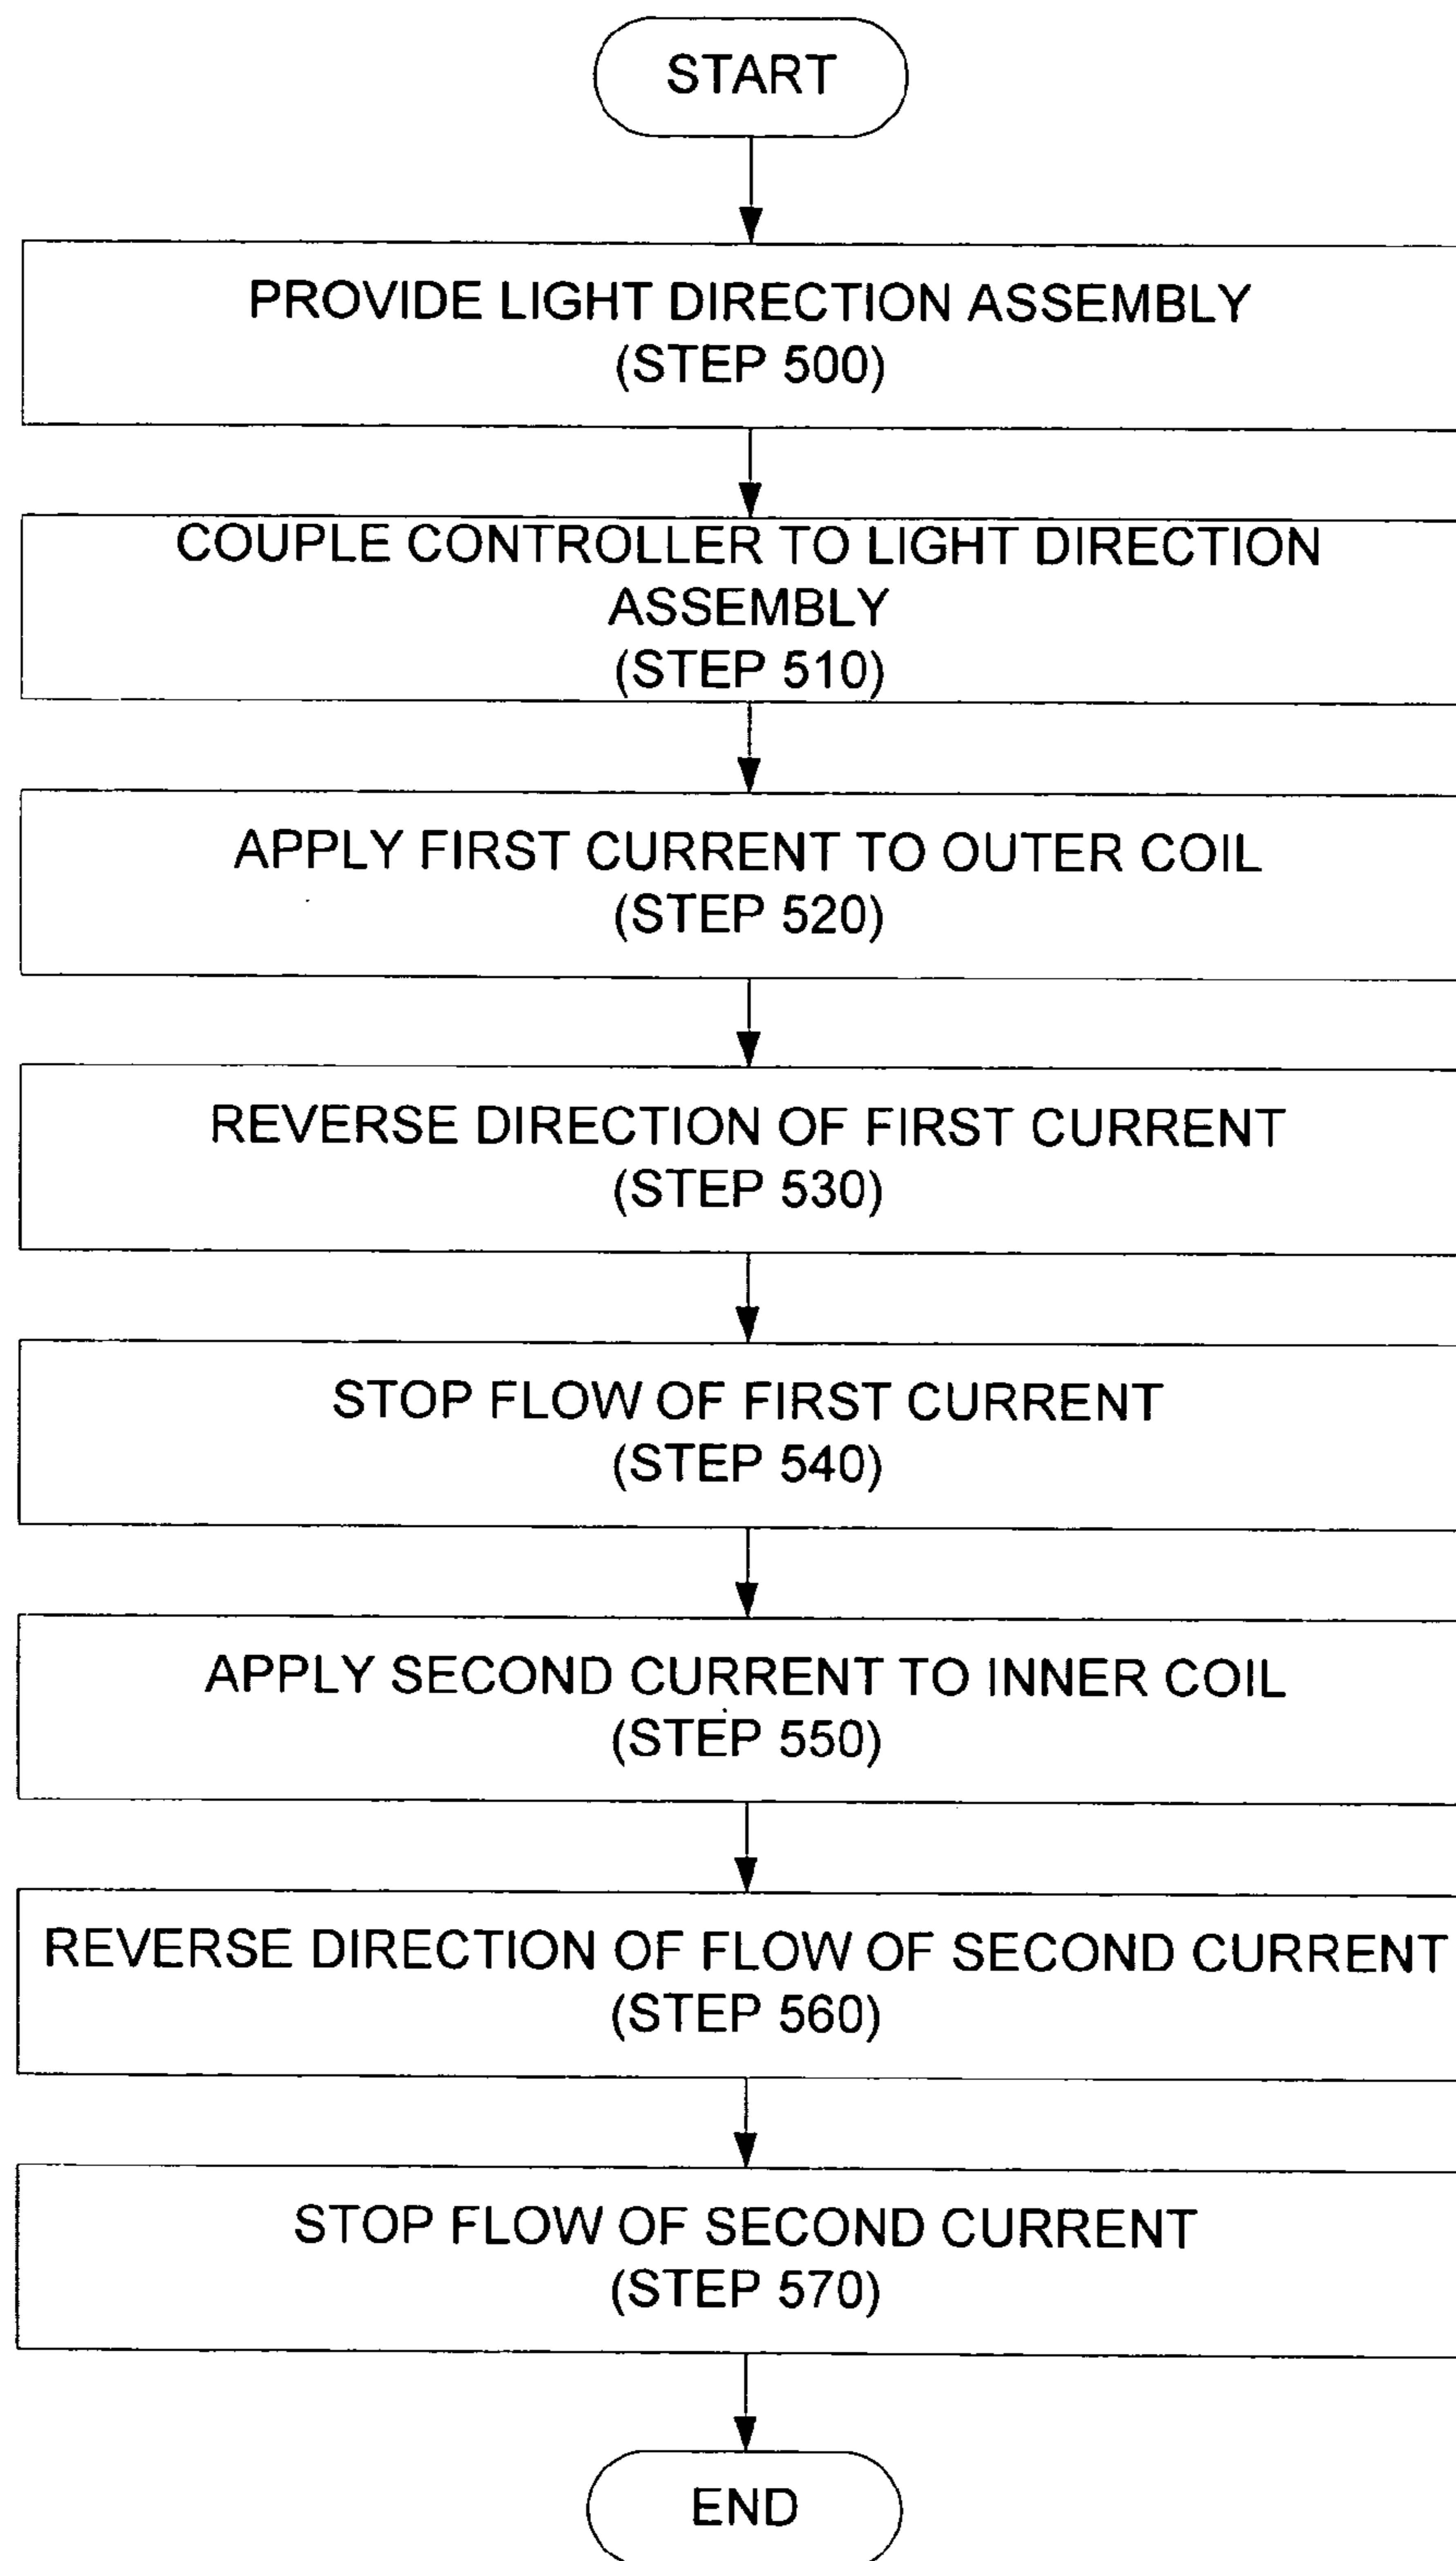 START
PROVIDE LIGHT DIRECTION ASSEMBLY
(STEP 500)
COUPLE CONTROLLER TO LIGHT DIRECTION
ASSEMBLY
(STEP 510)
APPLY FIRST CURRENT TO OUTER COIL
(STEP 520)
REVERSE DIRECTION OF FIRST CURRENT
(STEP 530)
STOP FLOW OF FIRST CURRENT
(STEP 540)
APPLY SECOND CURRENT TO INNER COIL
(STEP 550)
REVERSE DIRECTION OF FLOW OF SECOND CURRENT
(STEP 560)
STOP FLOW OF SECOND CURRENT
(STEP 570)
END